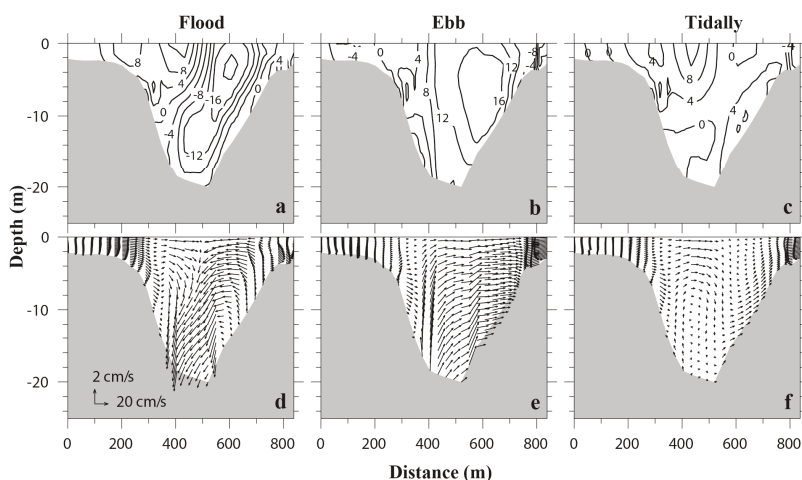 Flood Ebb Tidally
0 -10 -20
Depth (m)
8 8 4 0 -4 -8 -16 -12 0 4 a
-4 0 4 8 12 12 16 -8 -4 b
4 0 4 8 4 0 0 4 -4 c
0 -10 -20
2 cm/s
20 cm/s
d e f
0 200 400 600 800 0 200 400 600 800 0 200 400 600 800
Distance (m)